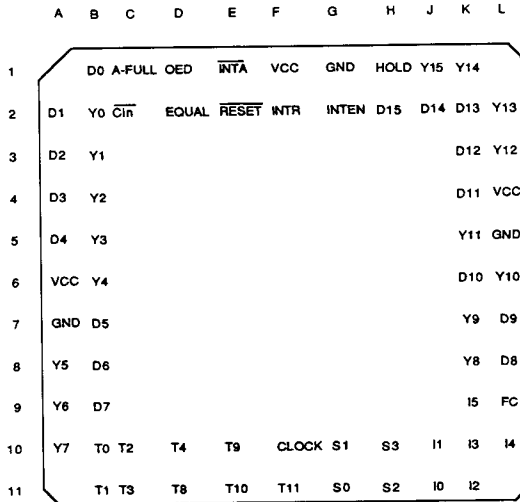 A B C D E F G H J K L
1 D0 A-FULL OED INTA VCC GND HOLD Y15 Y14
2 D1 Y0 Cin EQUAL RESET INTR INTEN D15 D14 D13 Y13
3 D2 Y1 D12 Y12
4 D3 Y2 D11 VCC
5 D4 Y3 Y11 GND
6 VCC Y4 D10 Y10
7 GND D5 Y9 D9
8 Y5 D6 Y8 D8
9 Y6 D7 I5 FC
10 Y7 T0 T2 T4 T9 CLOCK S1 S3 I1 I3 I4
11 T1 T3 T8 T10 T11 S0 S2 I0 I2